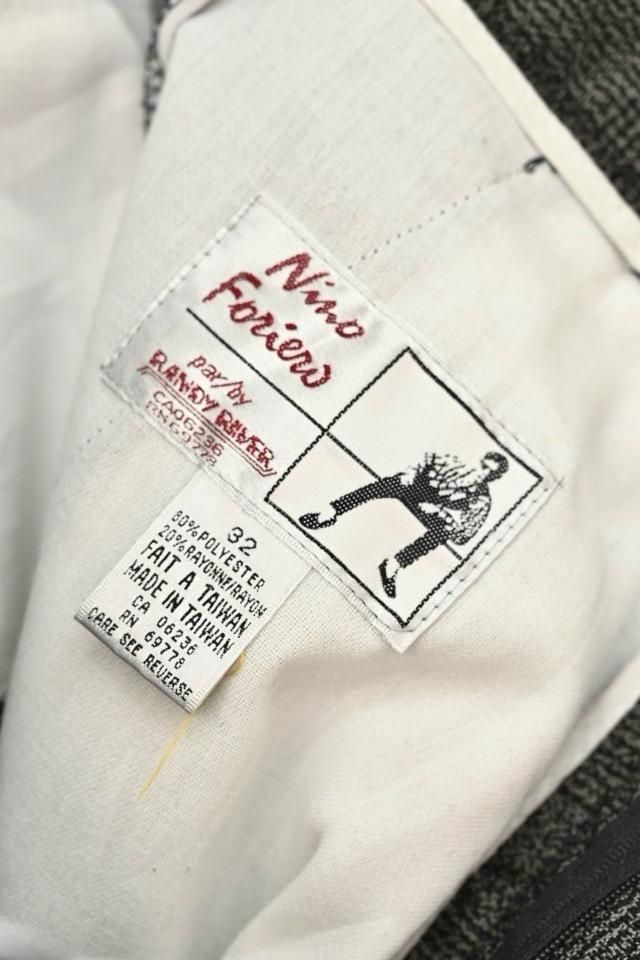 Nino
Foriero
par/by
RANDY RIVER
CA06236
RN69778
32
80% POLYESTER
20% RAYONNE/RAYON
FAIT A TAIWAN
MADE IN TAIWAN
CA 06236
RN 69778
CARE SEE REVERSE